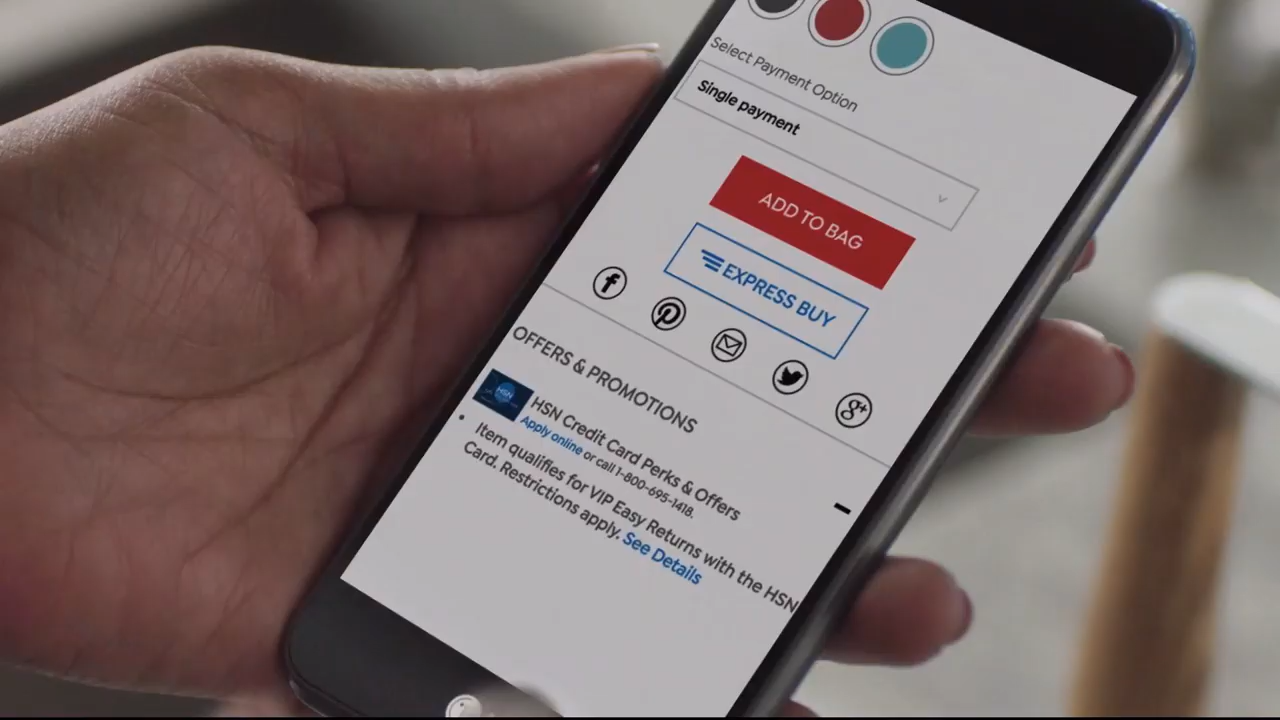 Select Payment Option
Single payment
ADD TO BAG
EXPRESS BUY
OFFERS & PROMOTIONS
HSN
HSN Credit Card Perks & Offers
Apply online or call 1-800-695-1418.
Item qualifies for VIP Easy Returns with the HSN
Card. Restrictions apply. See Details